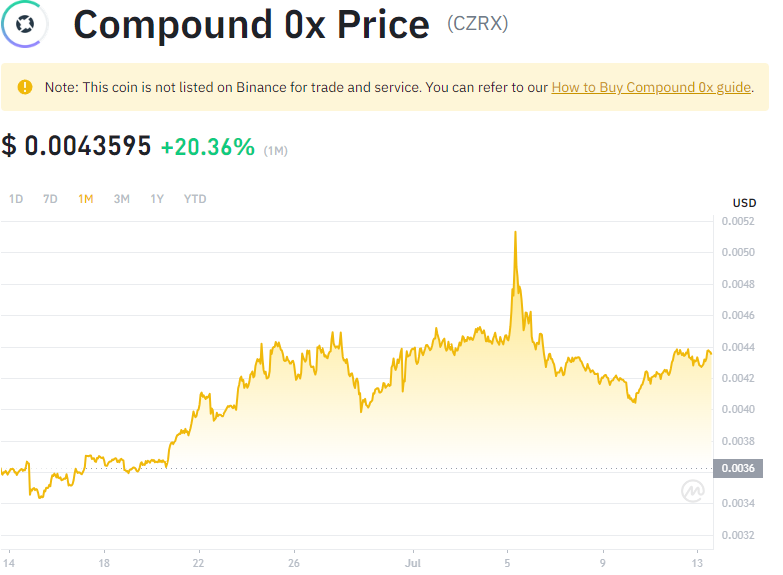 Compound 0x Price (CZRX)
Note: This coin is not listed on Binance for trade and service. You can refer to our How to Buy Compound 0x guide.
$ 0.0043595 +20.36% (1M)
1D 7D 1M 3M 1Y YTD
USD
0.0052
0.0050
0.0048
0.0046
0.0044
0.0042
0.0040
0.0038
0.0036
0.0034
0.0032
14 18 22 26 Jul 5 9 13